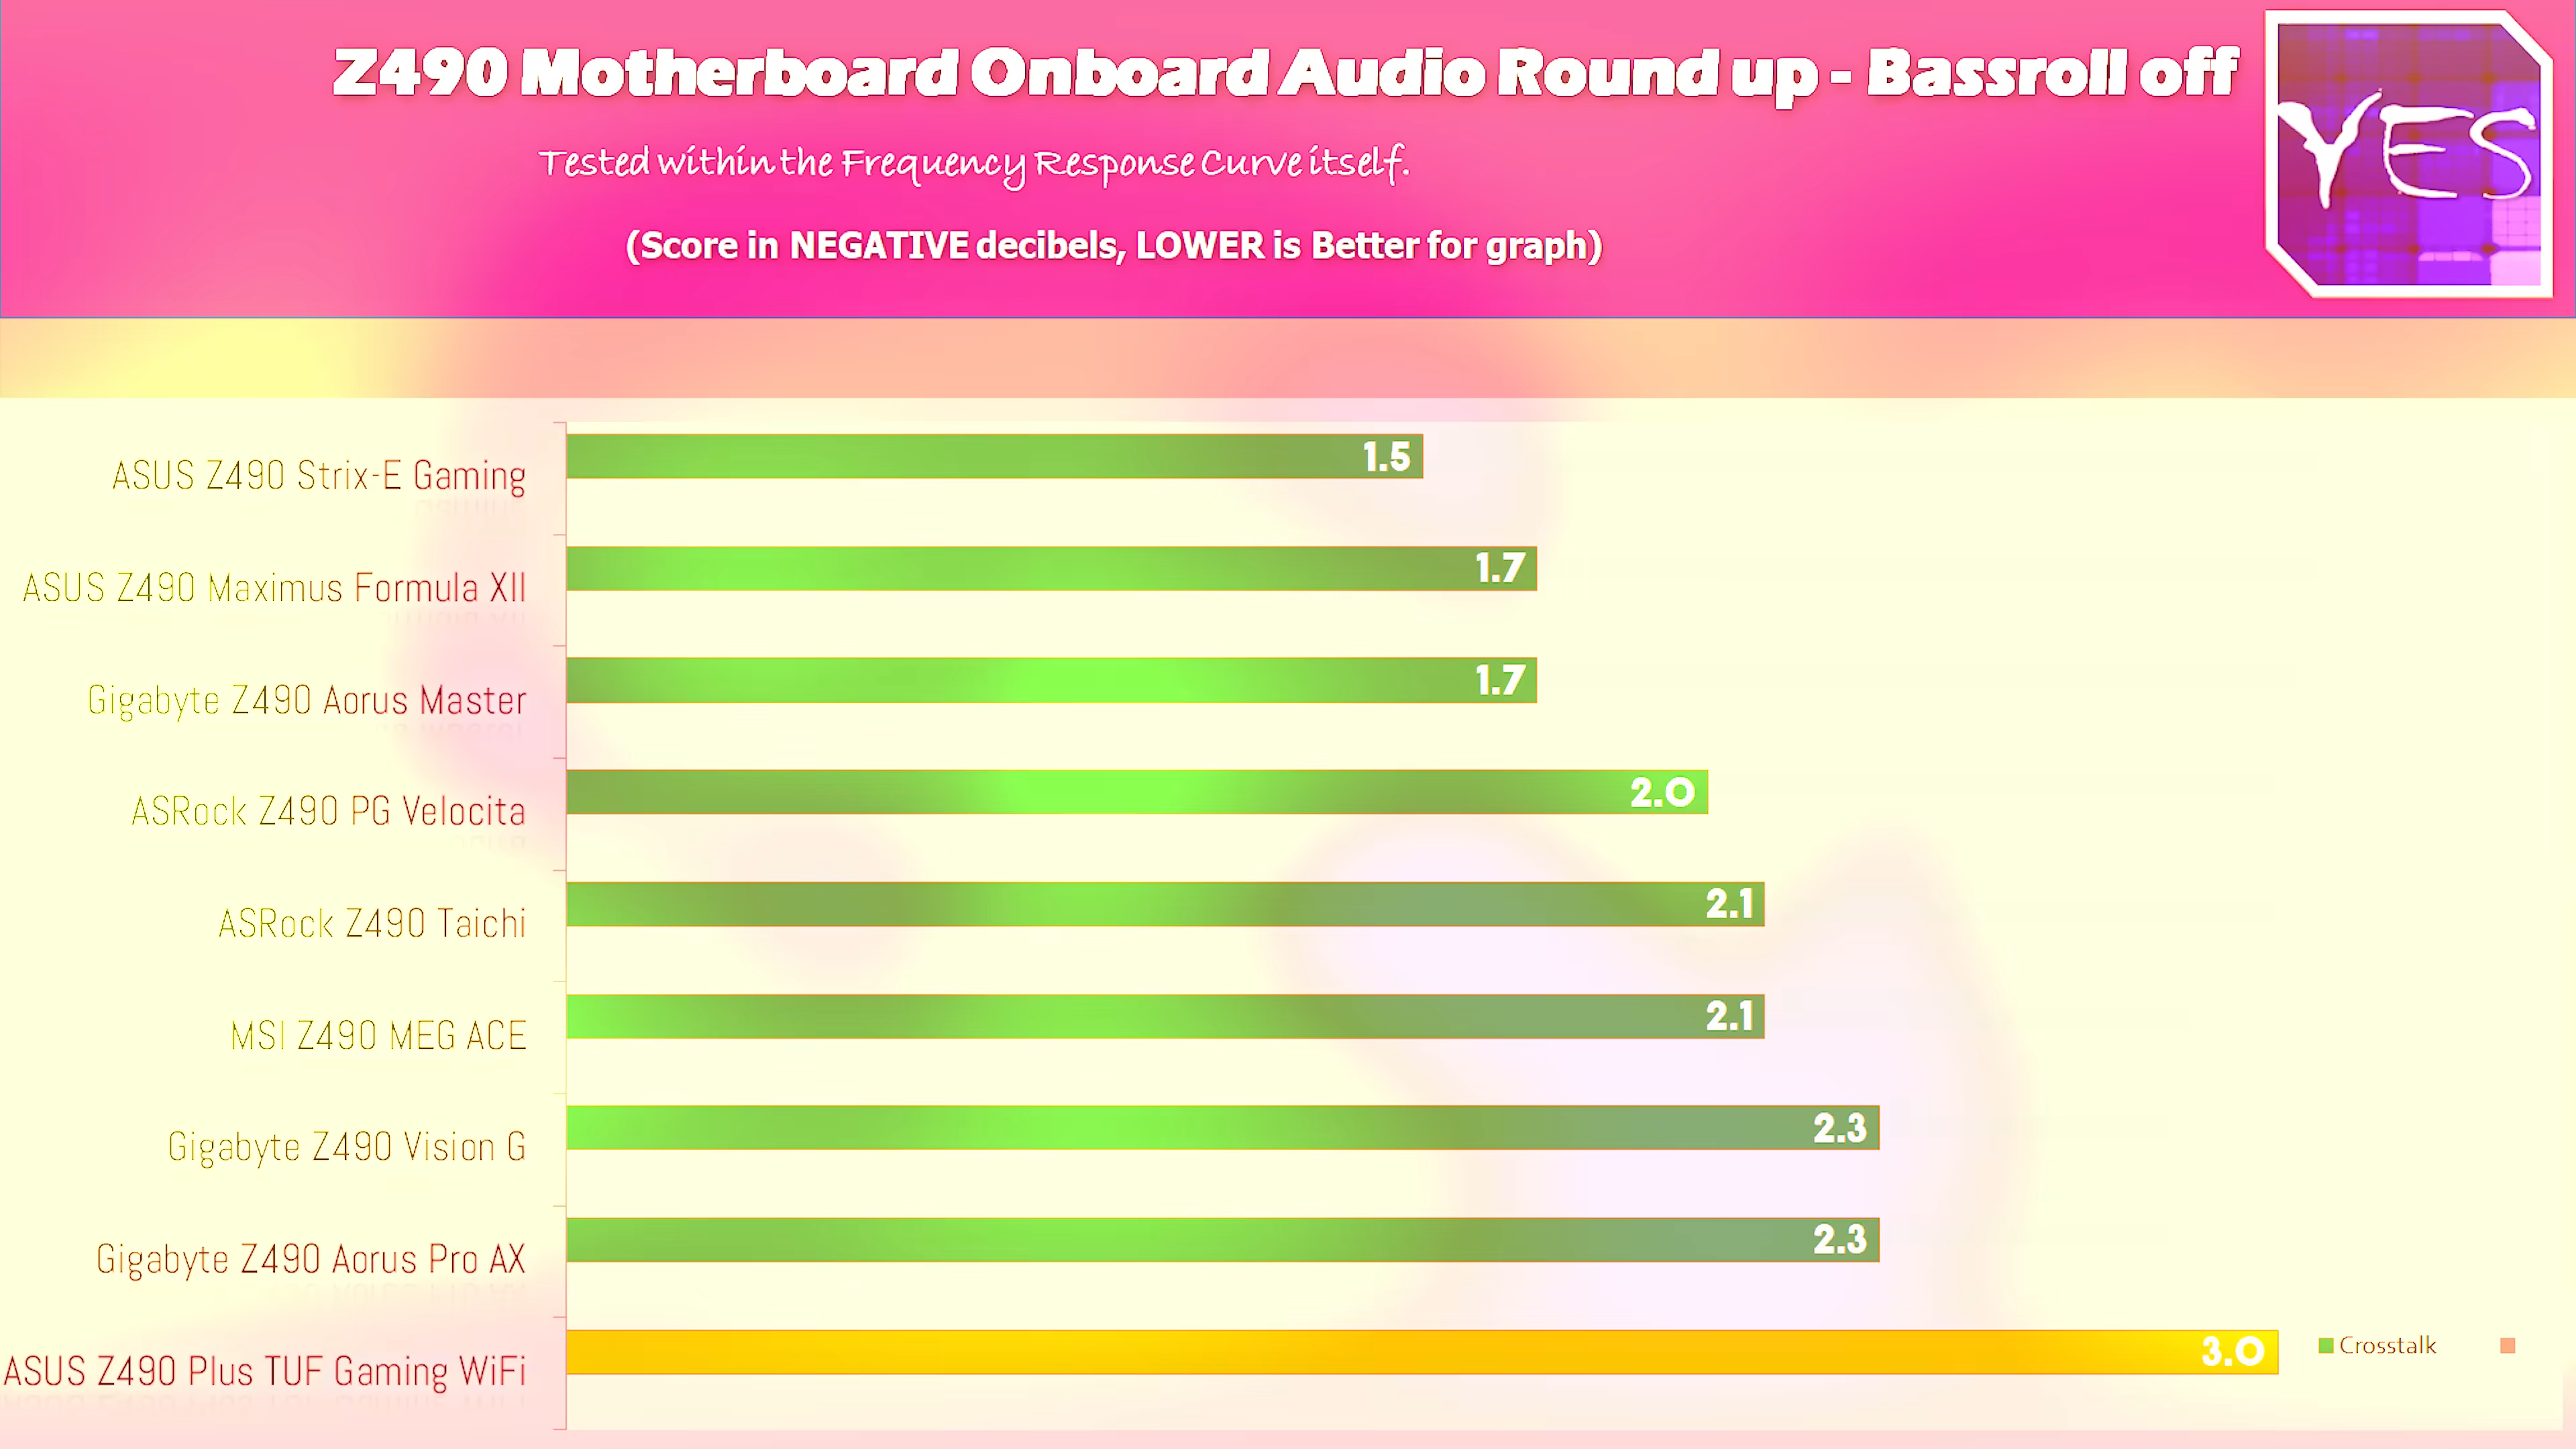 Z490 Motherboard Onboard Audio Round up - Bassroll off
YES
Tested within the Frequency Response Curve itself.
(Score in NEGATIVE decibels, LOWER is Better for graph)
ASUS Z490 Strix-E Gaming 1.5
ASUS Z490 Maximus Formula XII 1.7
Gigabyte Z490 Aorus Master 1.7
ASRock Z490 PG Velocita 2.0
ASRock Z490 Taichi 2.1
MSI Z490 MEG ACE 2.1
Gigabyte Z490 Vision G 2.3
Gigabyte Z490 Aorus Pro AX 2.3
ASUS Z490 Plus TUF Gaming WiFi 3.0
Crosstalk